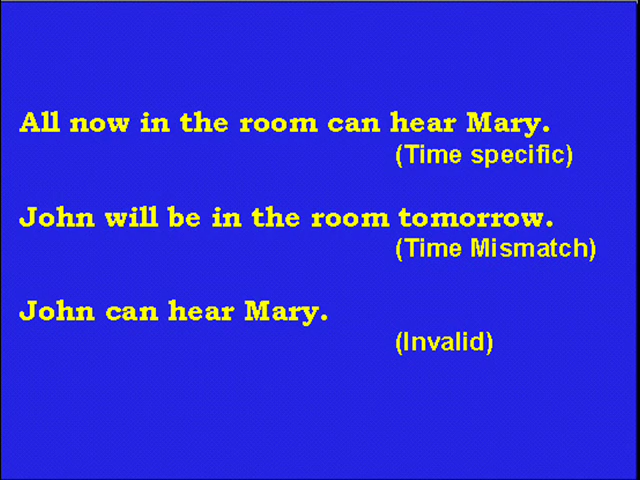 All now in the room can hear Mary.
(Time specific)
John will be in the room tomorrow.
(Time Mismatch)
John can hear Mary.
(Invalid)